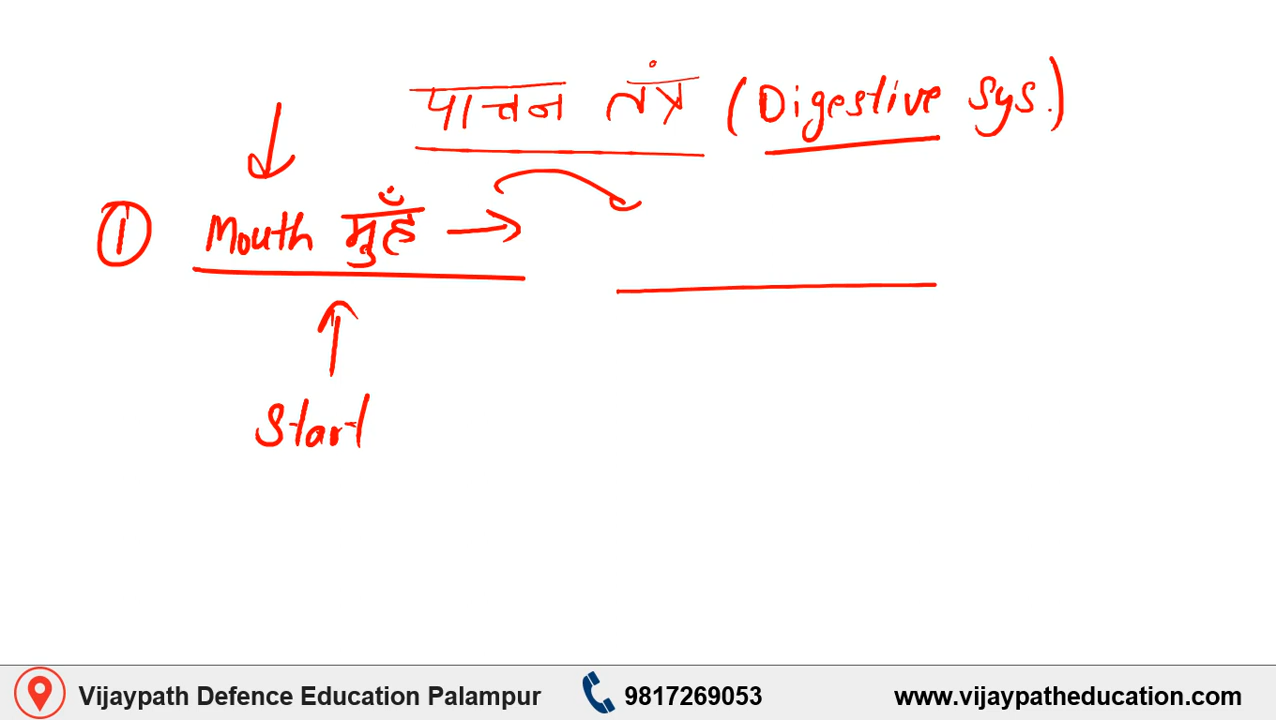 पाचन तंत्र (Digestive Sys.)
① Mouth मुँह →
Start
Vijaypath Defence Education Palampur 9817269053 www.vijaypatheducation.com